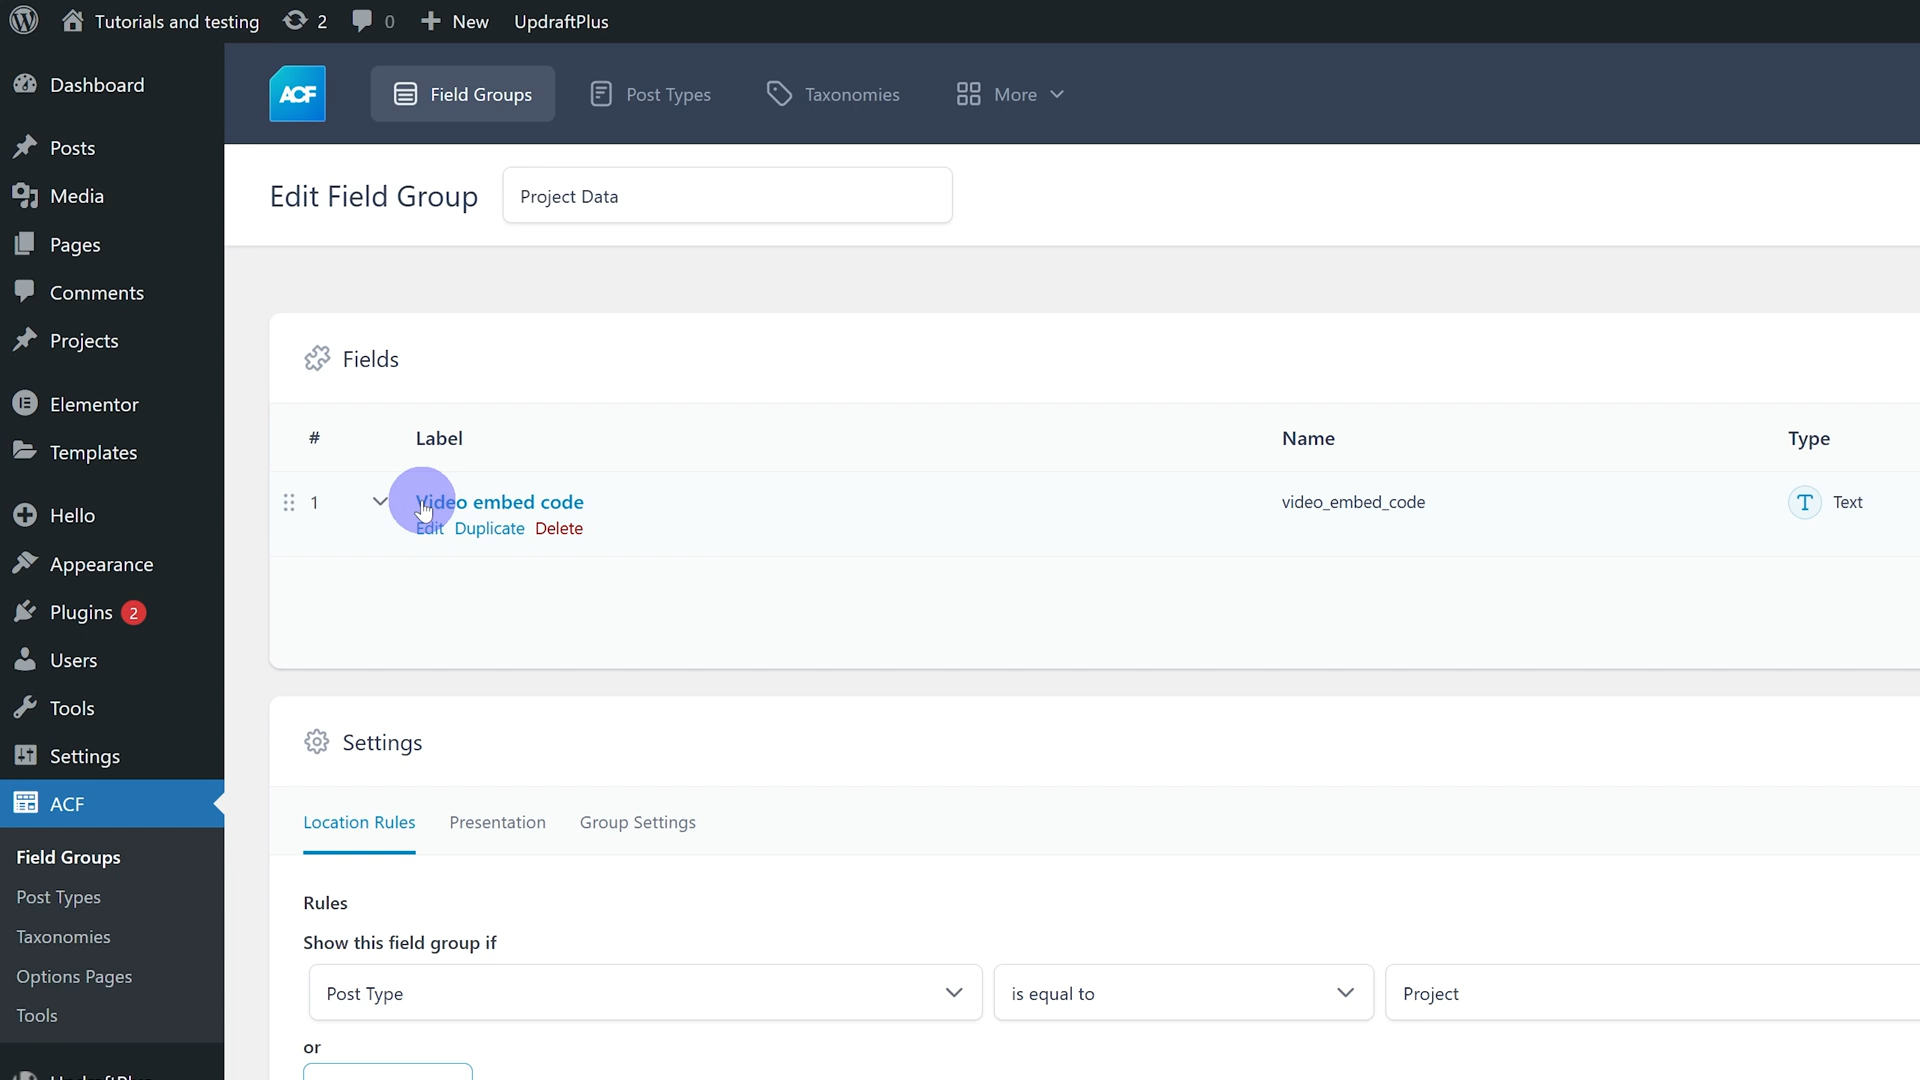 Tutorials and testing 2 0 New UpdraftPlus
Dashboard
Posts
Media
Pages
Comments
Projects
Elementor
Templates
Hello
Appearance
Plugins 2
Users
Tools
Settings
ACF
Field Groups
Post Types
Taxonomies
Options Pages
Tools
ACF Field Groups Post Types Taxonomies More
Edit Field Group Project Data
Fields
# Label Name Type
1 Video embed code video_embed_code T Text
Edit Duplicate Delete
Settings
Location Rules Presentation Group Settings
Rules
Show this field group if
Post Type is equal to Project
or